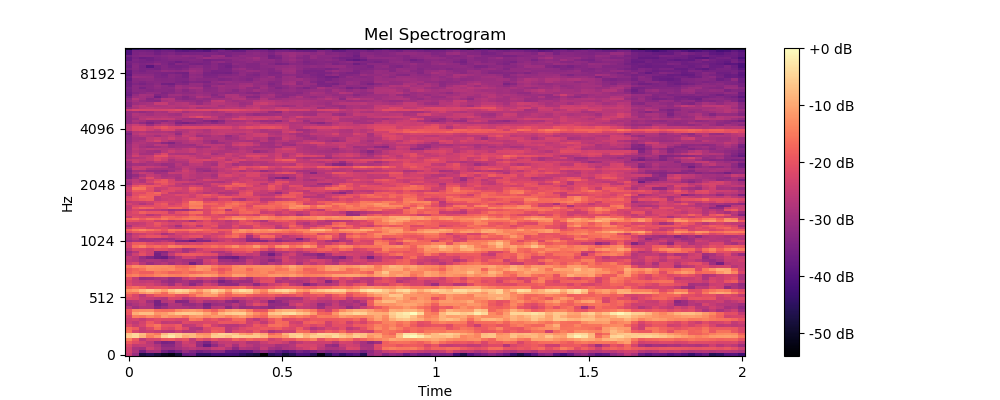 Mel Spectrogram
Hz
8192
4096
2048
1024
512
0
0
0.5
1
1.5
2
Time
+0 dB
-10 dB
-20 dB
-30 dB
-40 dB
-50 dB